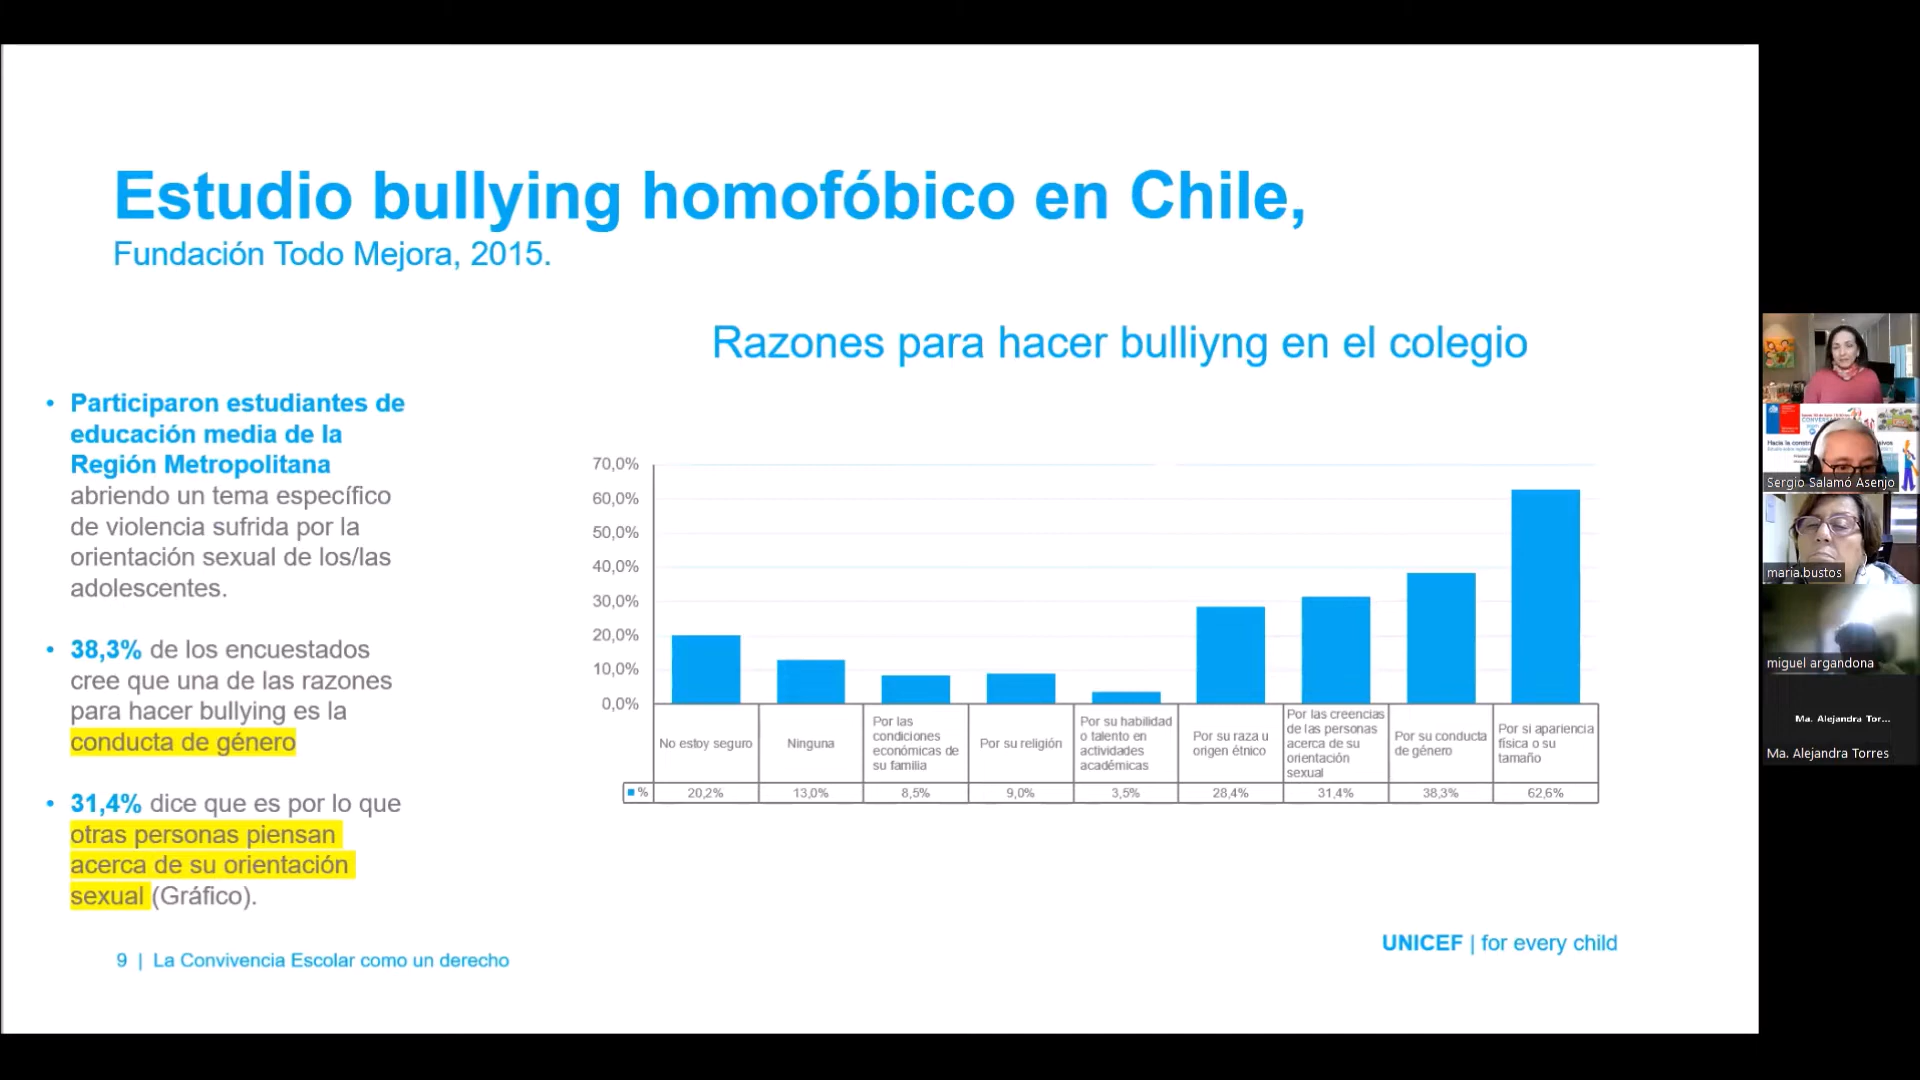 Estudio bullying homofóbico en Chile,
Fundación Todo Mejora, 2015.
Razones para hacer bulliyng en el colegio
• Participaron estudiantes de
educación media de la
Región Metropolitana
abriendo un tema específico
de violencia sufrida por la
orientación sexual de los/las
adolescentes.
• 38,3% de los encuestados
cree que una de las razones
para hacer bullying es la
conducta de género
• 31,4% dice que es por lo que
otras personas piensan
acerca de su orientación
sexual (Gráfico).
70,0%
60,0%
50,0%
40,0%
30,0%
20,0%
10,0%
0,0%
No estoy seguro
Ninguna
Por las
condiciones
económicas de
su familia
Por su religión
Por su habilidad
o talento en
actividades
académicas
Por su raza u
origen étnico
Por las creencias
de las personas
acerca de su
orientación
sexual
Por su conducta
de género
Por si apariencia
física o su
tamaño
% 20,2% 13,0% 8,5% 9,0% 3,5% 28,4% 31,4% 38,3% 62,6%
9 | La Convivencia Escolar como un derecho
UNICEF | for every child
Sergio Salamó Asenjo
maria.bustos
miguel argandona
Ma. Alejandra Tor...
Ma. Alejandra Torres